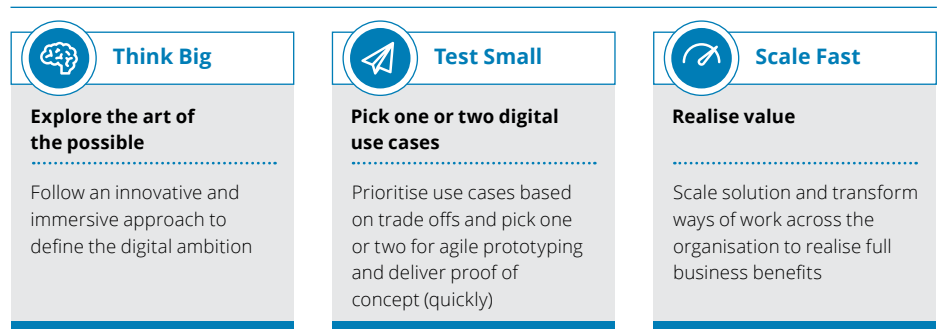 Think Big
Explore the art of
the possible
Follow an innovative and
immersive approach to
define the digital ambition
Test Small
Pick one or two digital
use cases
Prioritise use cases based
on trade offs and pick one
or two for agile prototyping
and deliver proof of
concept (quickly)
Scale Fast
Realise value
Scale solution and transform
ways of work across the
organisation to realise full
business benefits